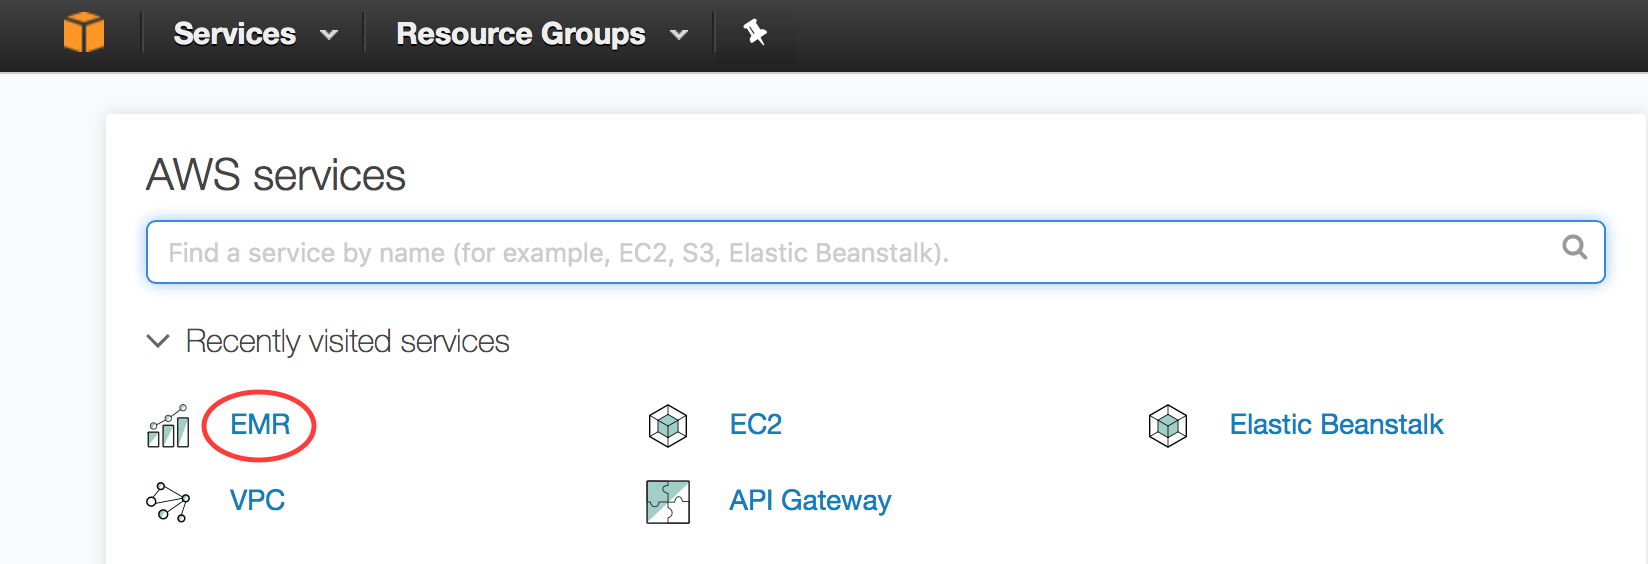 Services Resource Groups
AWS services
Find a service by name (for example, EC2, S3, Elastic Beanstalk).
Recently visited services
EMR EC2 Elastic Beanstalk
VPC API Gateway